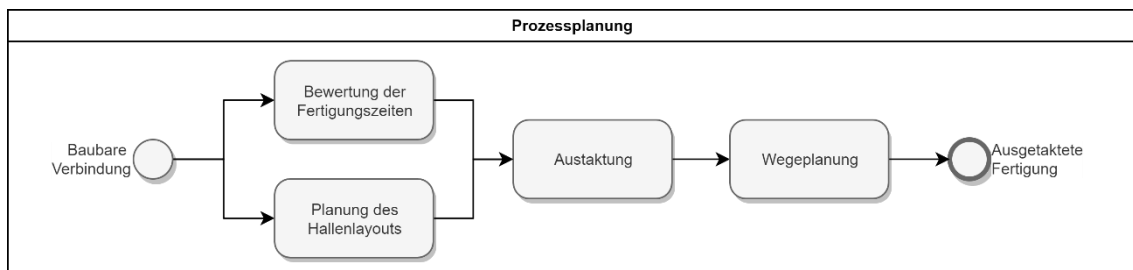 Prozessplanung
Bewertung der
Fertigungszeiten
Baubare
Verbindung
Planung des
Hallenlayouts
Austaktung
Wegeplanung
Ausgetaktete
Fertigung